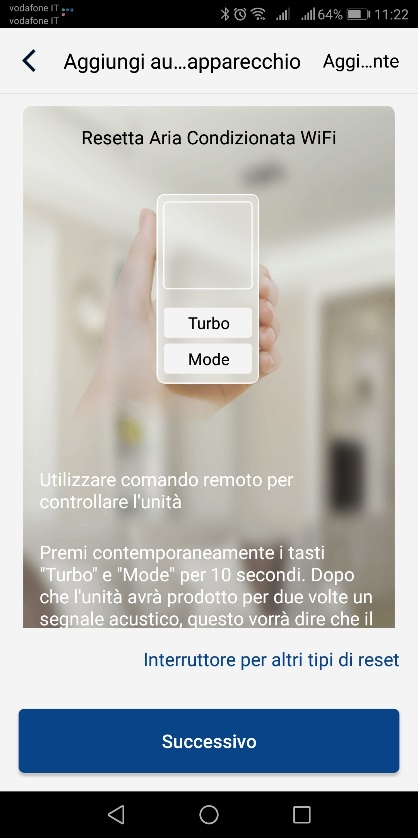 vodafone IT
vodafone IT
64% 11:22
Aggiungi au...apparecchio Aggi...nte
Resetta Aria Condizionata WiFi
Turbo
Mode
Utilizzare comando remoto per
controllare l'unità
Premi contemporaneamente i tasti
"Turbo" e "Mode" per 10 secondi. Dopo
che l'unità avrà prodotto per due volte un
segnale acustico, questo vorrà dire che il
Interruttore per altri tipi di reset
Successivo